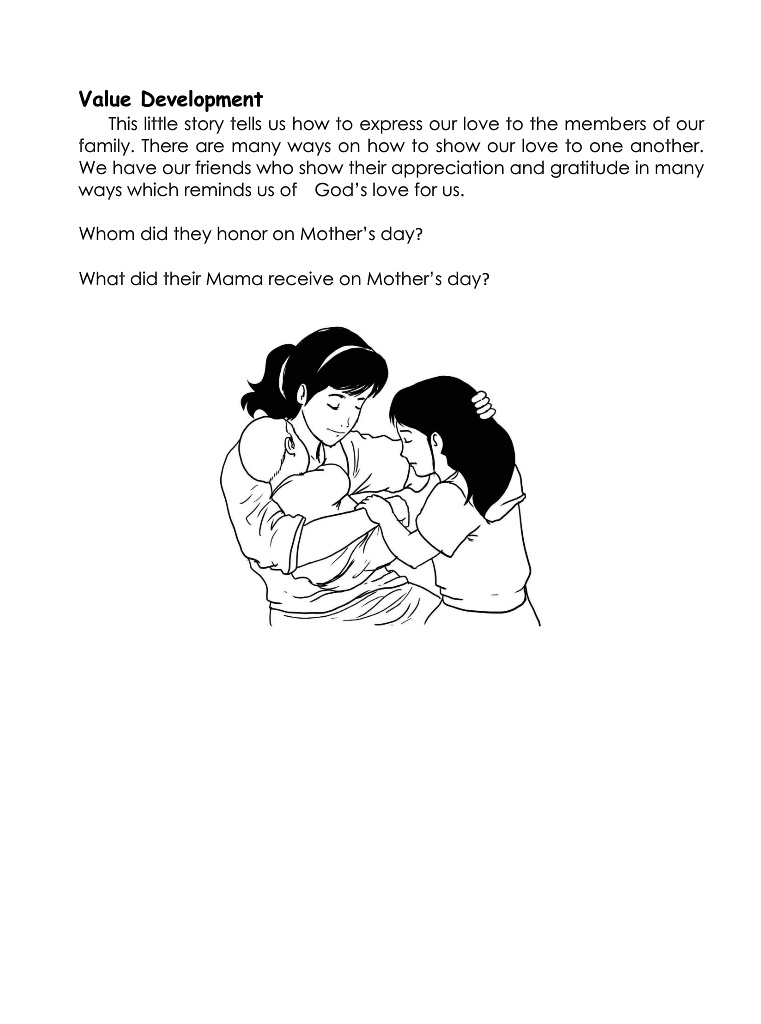 Value Development
This little story tells us how to express our love to the members of our
family. There are many ways on how to show our love to one another.
We have our friends who show their appreciation and gratitude in many
ways which reminds us of God's love for us.
Whom did they honor on Mother's day?
What did their Mama receive on Mother's day?